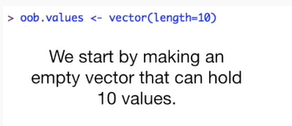 > oob.values <- vector(length=10)
We start by making an
empty vector that can hold
10 values.